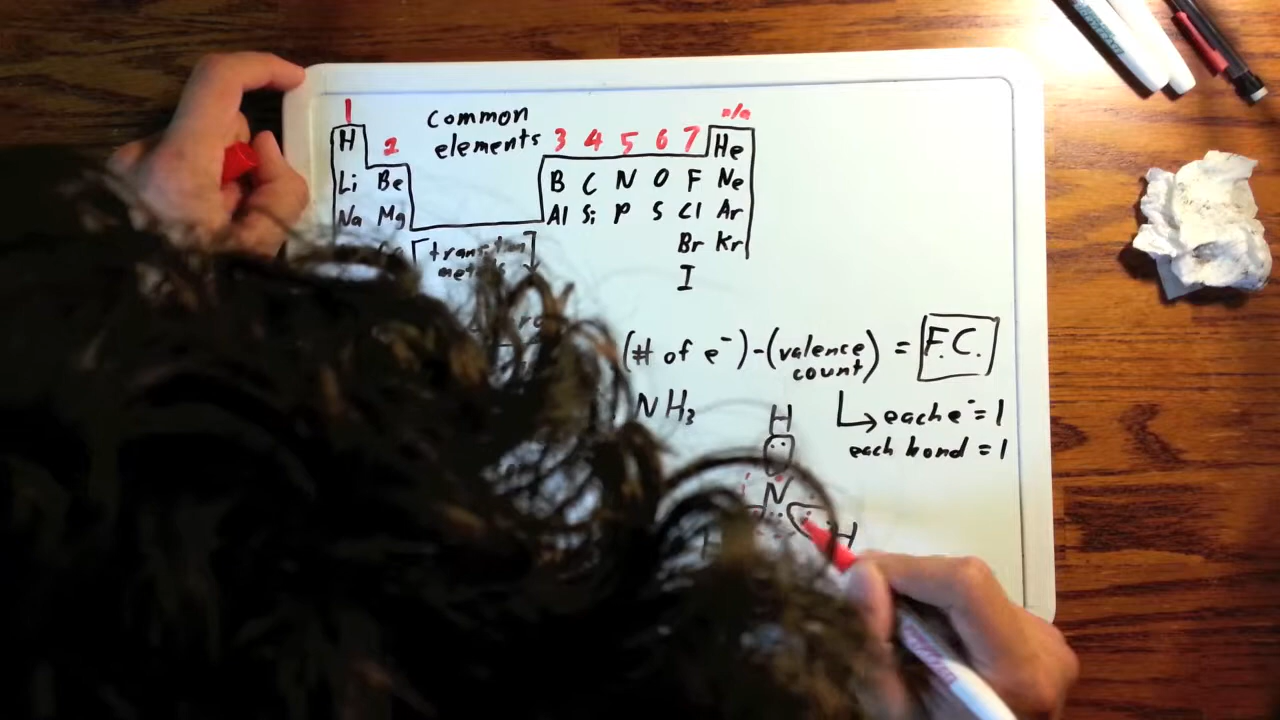 1
common
elements
2
3 4 5 6 7
n/a
H
He
Li Be
B C N O F Ne
Na Mg
Al Si P S Cl Ar
Br Kr
I
(# of e⁻)-(valence count) = F.C.
NH₃
↳ each e⁻ = 1
each bond = 1
H
N
H